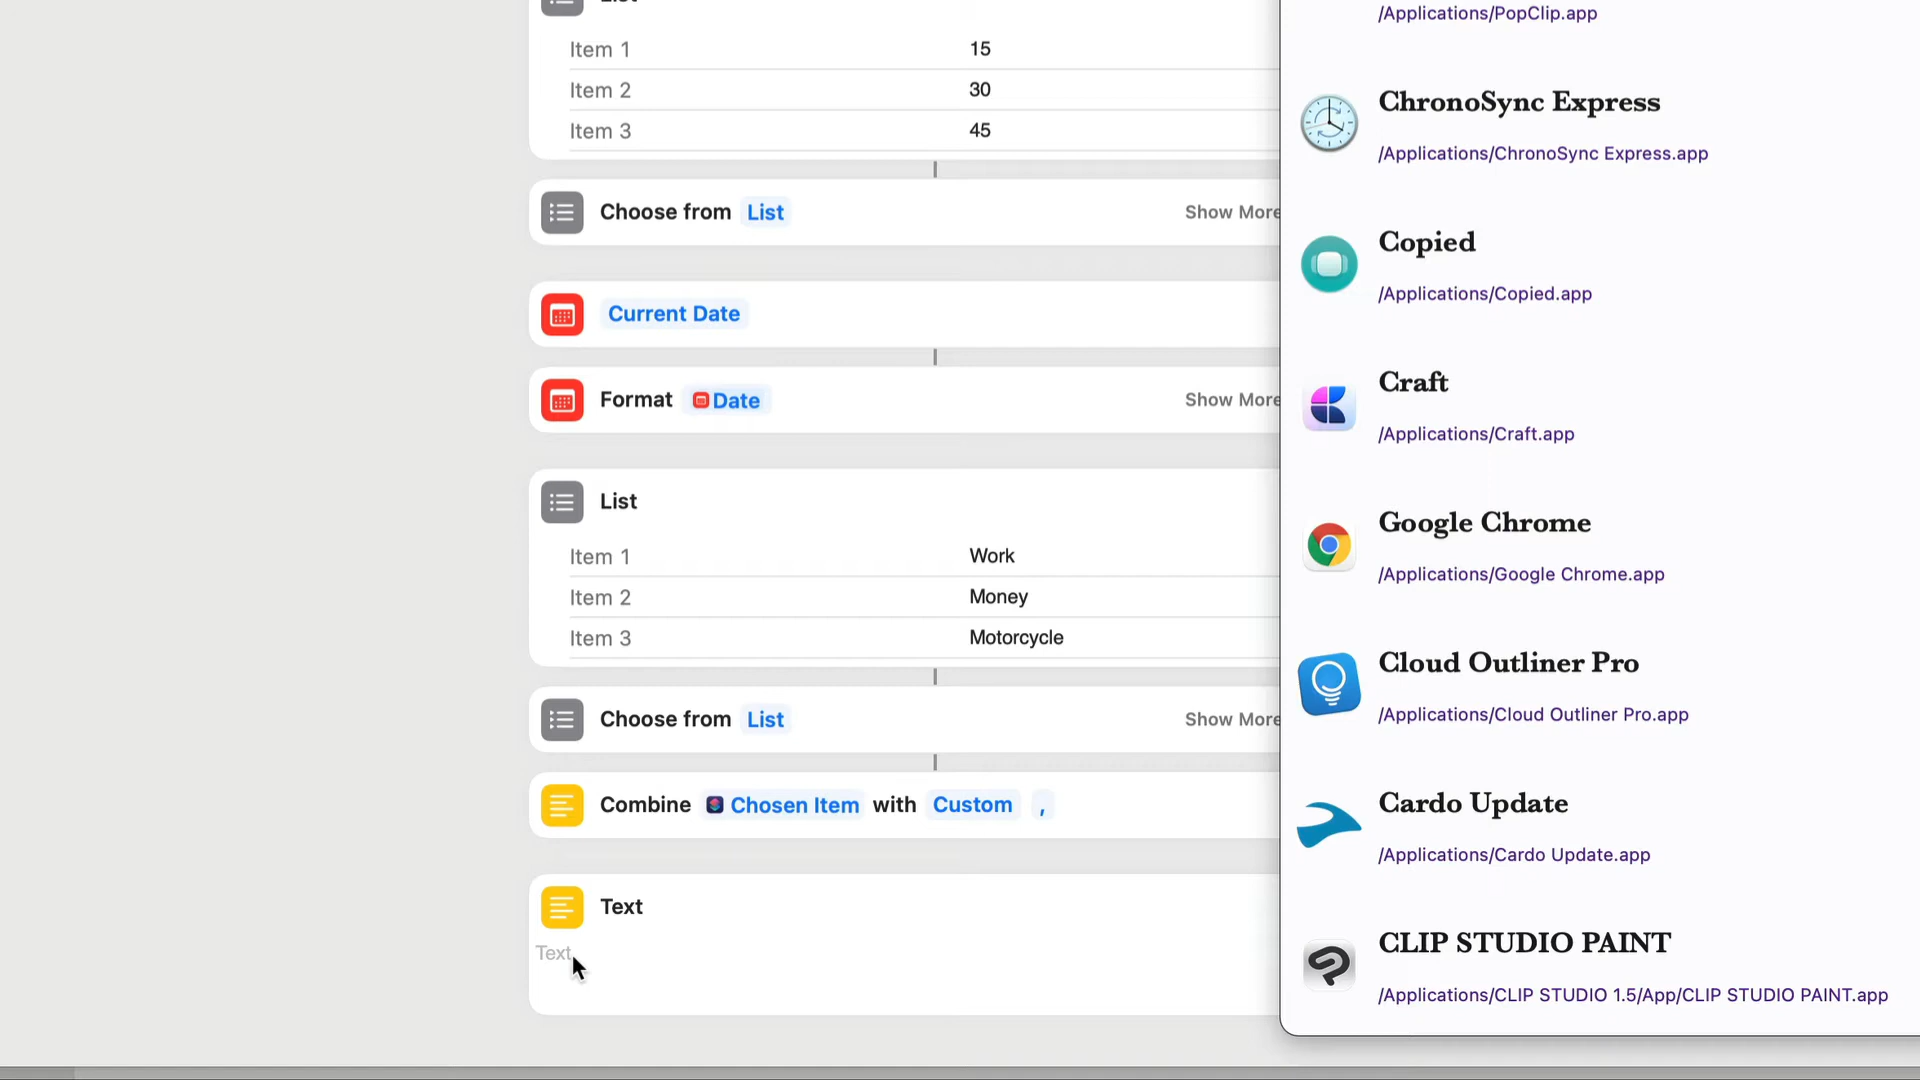 List
Item 1 15
Item 2 30
Item 3 45
Choose from List Show More
Current Date
Format Date Show More
List
Item 1 Work
Item 2 Money
Item 3 Motorcycle
Choose from List Show More
Combine Chosen Item with Custom ,
Text
Text
/Applications/PopClip.app
ChronoSync Express
/Applications/ChronoSync Express.app
Copied
/Applications/Copied.app
Craft
/Applications/Craft.app
Google Chrome
/Applications/Google Chrome.app
Cloud Outliner Pro
/Applications/Cloud Outliner Pro.app
Cardo Update
/Applications/Cardo Update.app
CLIP STUDIO PAINT
/Applications/CLIP STUDIO 1.5/App/CLIP STUDIO PAINT.app